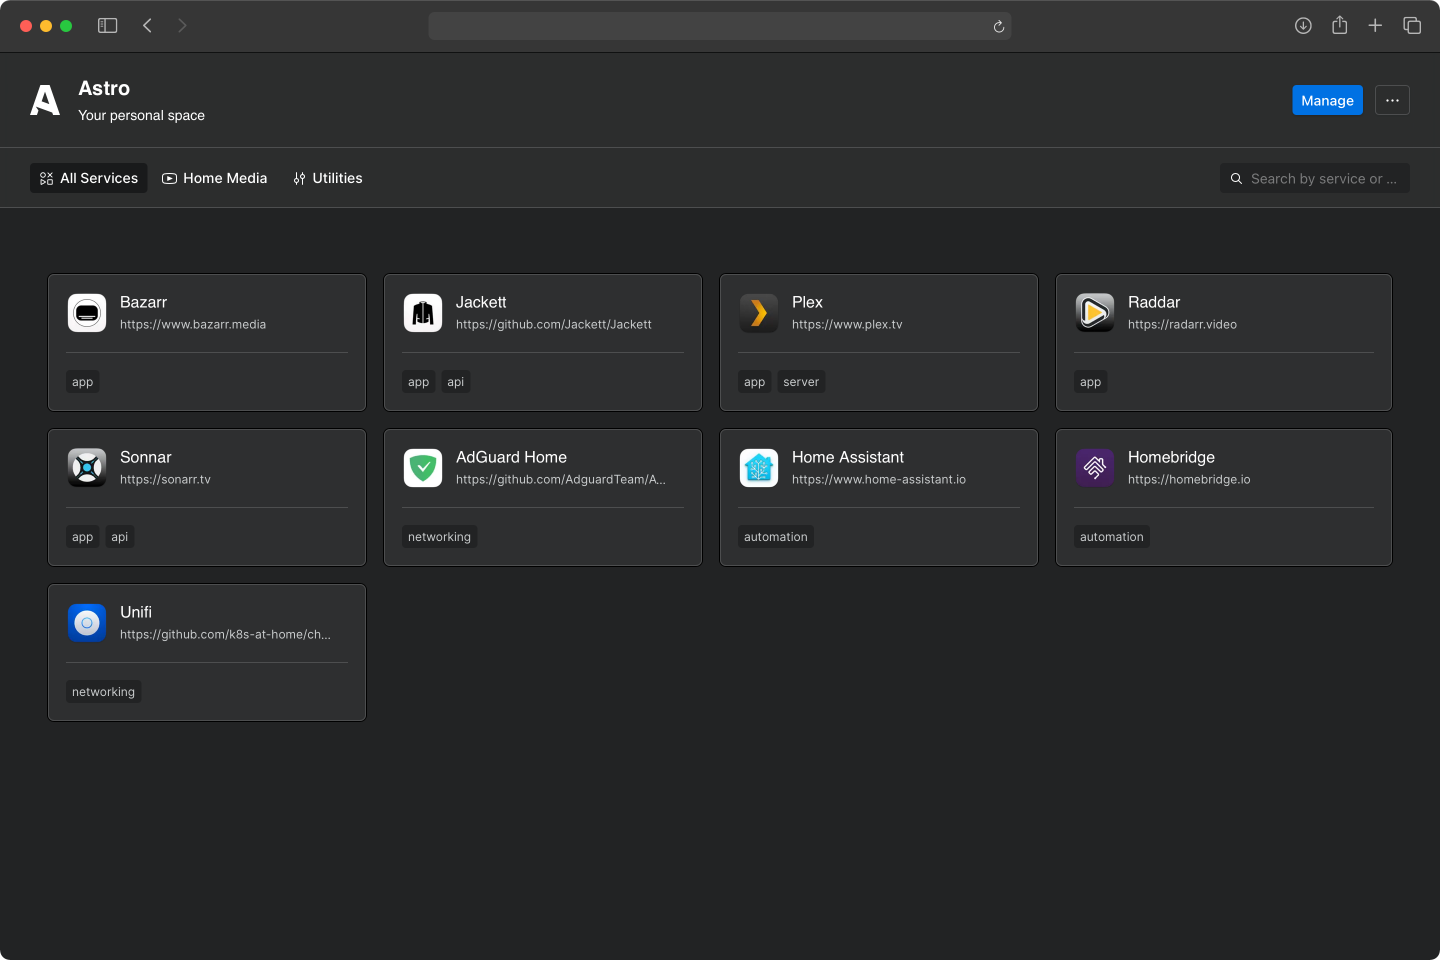 Astro
Your personal space
Manage
All Services
Home Media
Utilities
Search by service or ...
Bazarr
https://www.bazarr.media
app
Jackett
https://github.com/Jackett/Jackett
app api
Plex
https://www.plex.tv
app server
Raddar
https://radarr.video
app
Sonnar
https://sonarr.tv
app api
AdGuard Home
https://github.com/AdguardTeam/A...
networking
Home Assistant
https://www.home-assistant.io
automation
Homebridge
https://homebridge.io
automation
Unifi
https://github.com/k8s-at-home/ch...
networking